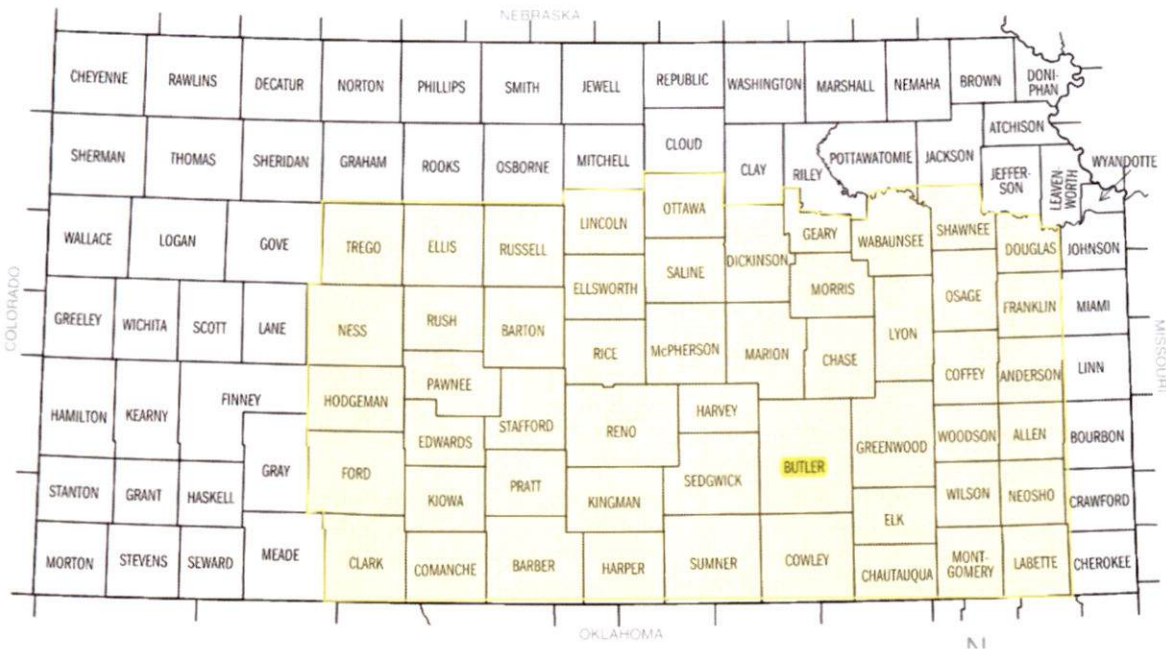 NEBRASKA
CHEYENNE
RAWLINS
DECATUR
NORTON
PHILLIPS
SMITH
JEWELL
REPUBLIC
WASHINGTON
MARSHALL
NEMAHA
BROWN
DONI-
PHAN
ATCHISON
SHERMAN
THOMAS
SHERIDAN
GRAHAM
ROOKS
OSBORNE
MITCHELL
CLOUD
CLAY
RILEY
POTTAWATOMIE
JACKSON
JEFFER-
SON
LEAVEN-
WORTH
WYANDOTTE
WALLACE
LOGAN
GOVE
TREGO
ELLIS
RUSSELL
LINCOLN
OTTAWA
SALINE
DICKINSON
GEARY
WABAUNSEE
SHAWNEE
DOUGLAS
JOHNSON
COLORADO
GREELEY
WICHITA
SCOTT
LANE
NESS
RUSH
BARTON
ELLSWORTH
RICE
McPHERSON
MARION
MORRIS
CHASE
LYON
OSAGE
FRANKLIN
MIAMI
MISSOURI
HAMILTON
KEARNY
FINNEY
HODGEMAN
PAWNEE
STAFFORD
RENO
HARVEY
COFFEY
ANDERSON
LINN
GRAY
FORD
EDWARDS
KIOWA
PRATT
KINGMAN
SEDGWICK
BUTLER
GREENWOOD
WOODSON
ALLEN
BOURBON
STANTON
GRANT
HASKELL
ELK
WILSON
NEOSHO
CRAWFORD
MORTON
STEVENS
SEWARD
MEADE
CLARK
COMANCHE
BARBER
HARPER
SUMNER
COWLEY
CHAUTAUQUA
MONT-
GOMERY
LABETTE
CHEROKEE
OKLAHOMA